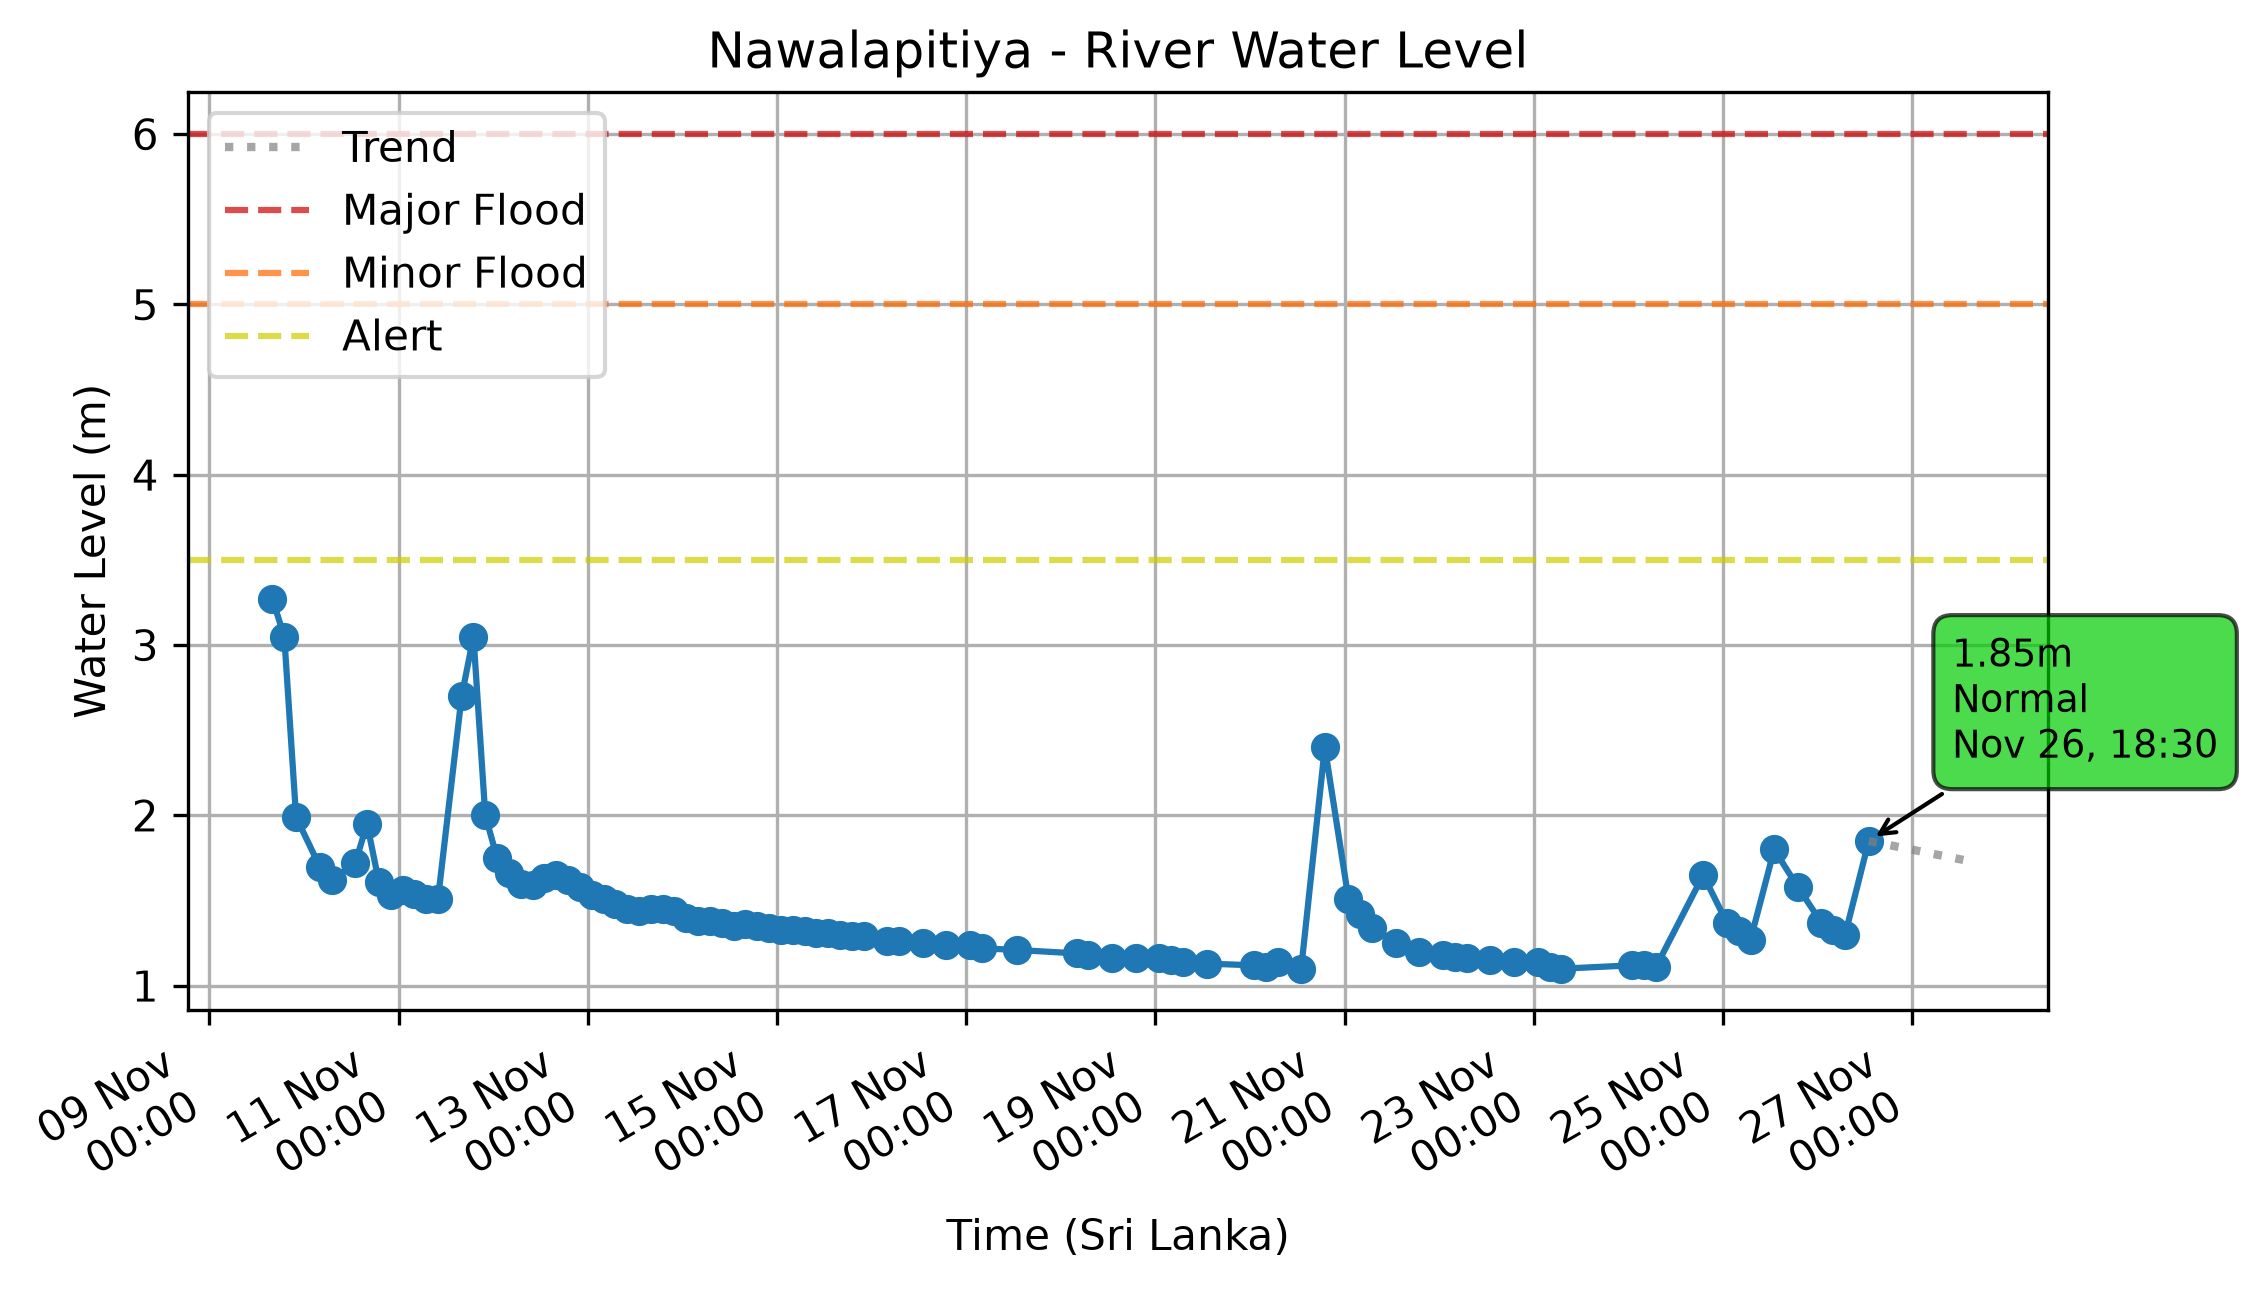 Nawalapitiya - River Water Level
Trend
Major Flood
Minor Flood
Alert
6
5
4
3
2
1
Water Level (m)
1.85m
Normal
Nov 26, 18:30
09 Nov
00:00
11 Nov
00:00
13 Nov
00:00
15 Nov
00:00
17 Nov
00:00
19 Nov
00:00
21 Nov
00:00
23 Nov
00:00
25 Nov
00:00
27 Nov
00:00
Time (Sri Lanka)